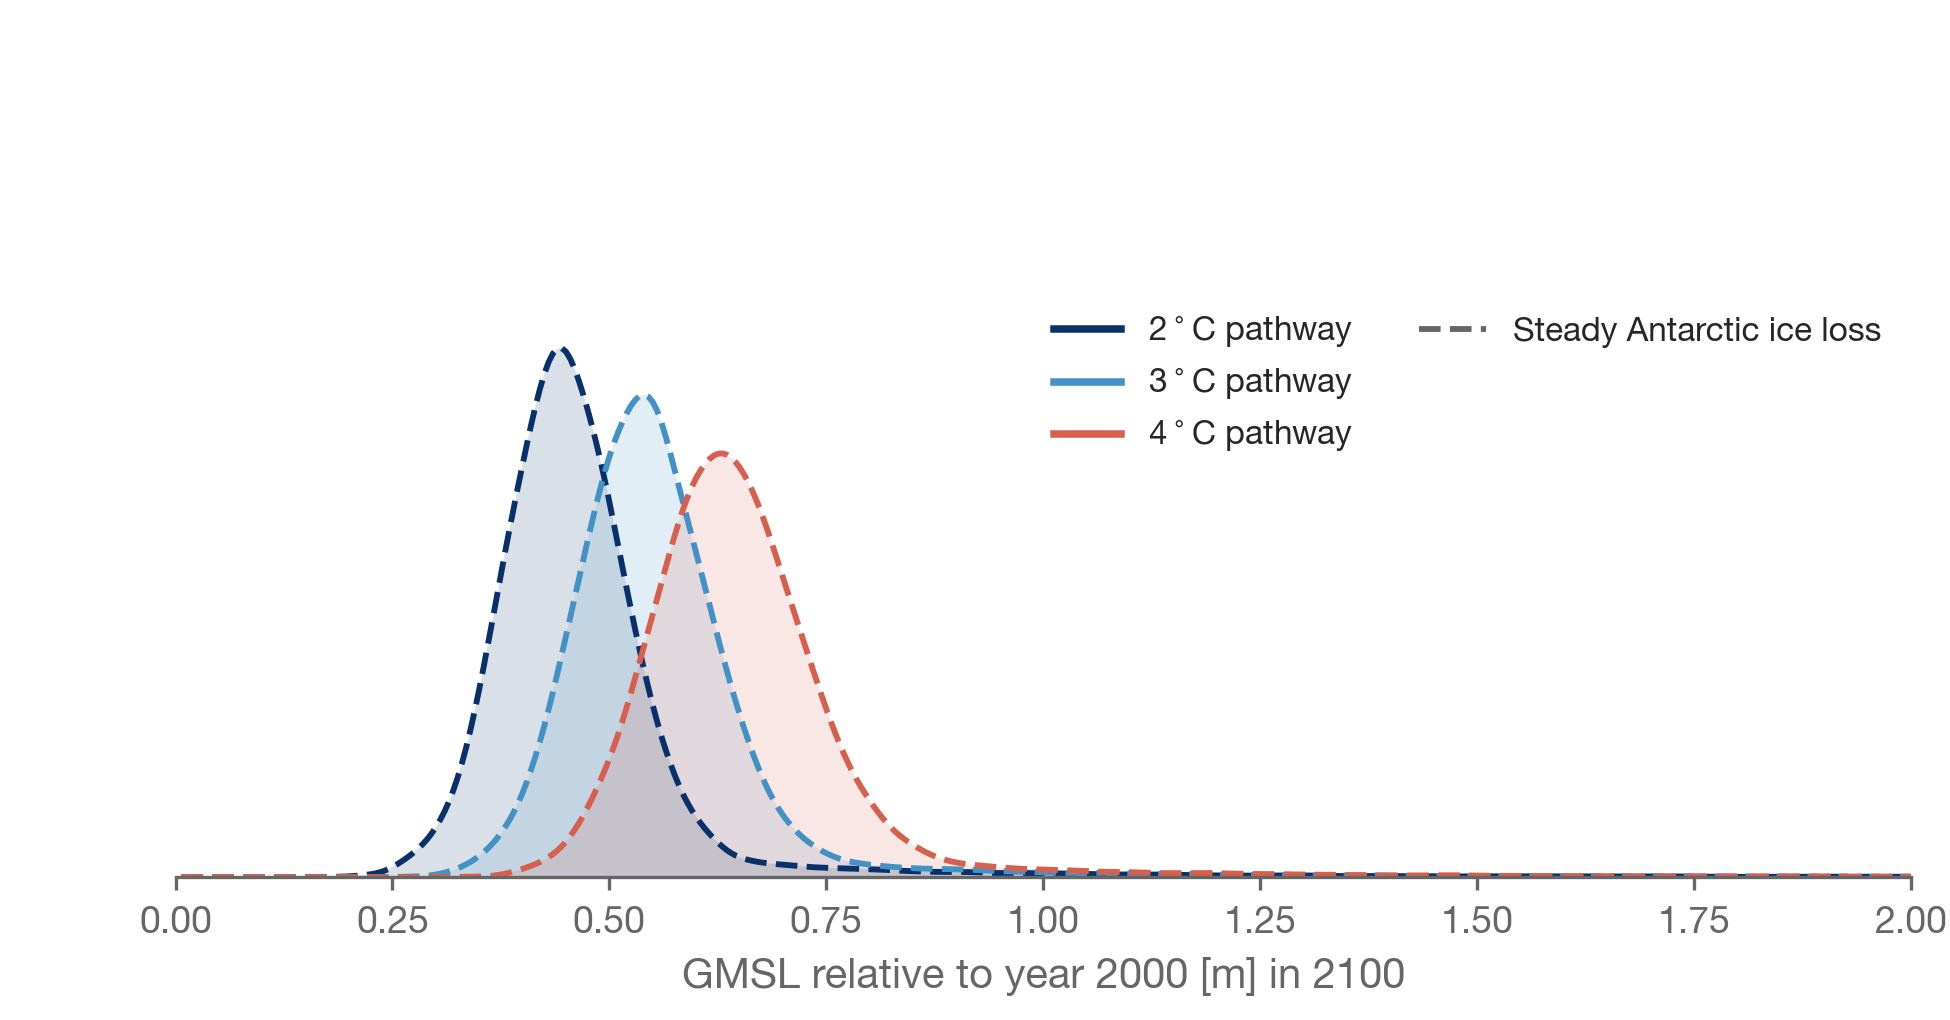 2°C pathway
Steady Antarctic ice loss
3°C pathway
4°C pathway
0.00 0.25 0.50 0.75 1.00 1.25 1.50 1.75 2.00
GMSL relative to year 2000 [m] in 2100